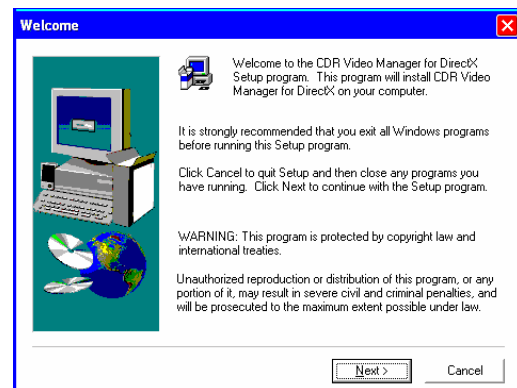 Welcome
Welcome to the CDR Video Manager for DirectX
Setup program. This program will install CDR Video
Manager for DirectX on your computer.
It is strongly recommended that you exit all Windows programs
before running this Setup program.
Click Cancel to quit Setup and then close any programs you
have running. Click Next to continue with the Setup program.
WARNING: This program is protected by copyright law and
international treaties.
Unauthorized reproduction or distribution of this program, or any
portion of it, may result in severe civil and criminal penalties, and
will be prosecuted to the maximum extent possible under law.
Next >
Cancel